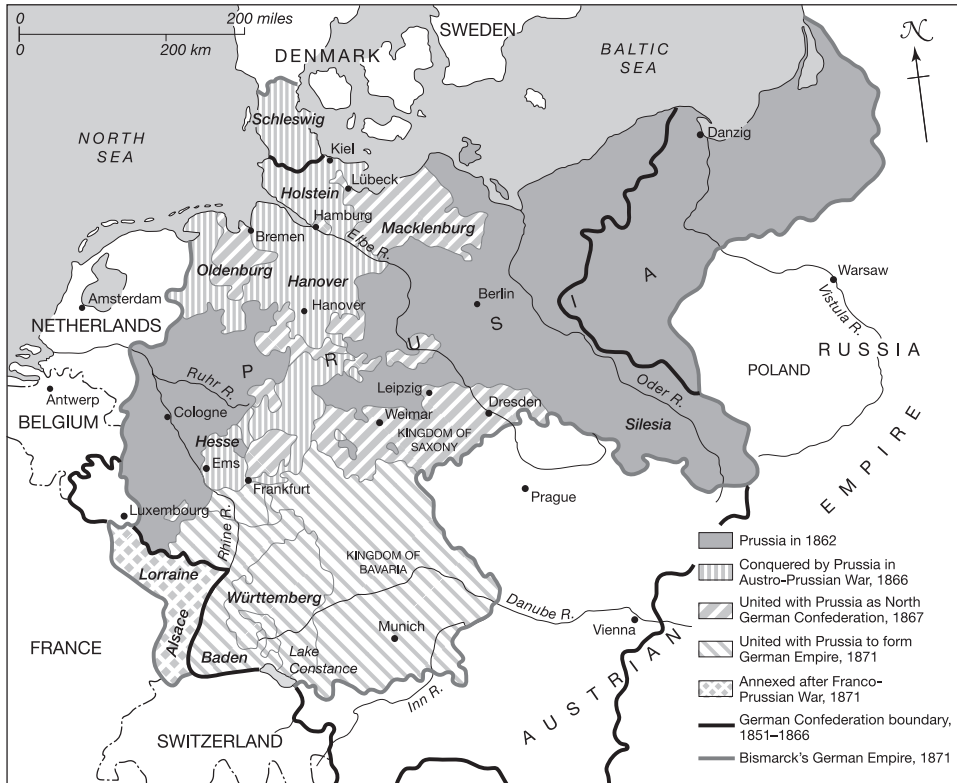 0 200 miles
0 200 km
SWEDEN
DENMARK
BALTIC
SEA
N
NORTH
SEA
Schleswig
Kiel
Danzig
Holstein
Lübeck
Hamburg
Macklenburg
Bremen
Elbe R.
Oldenburg
Hanover
Hanover
Berlin
Amsterdam
NETHERLANDS
PRUSSIA
Warsaw
Vistula R.
RUSSIA
POLAND
Ruhr R.
Antwerp
BELGIUM
Cologne
Leipzig
Dresden
Oder R.
Weimar
KINGDOM OF
SAXONY
Silesia
Hesse
Ems
Frankfurt
Prague
EMPIRE
Luxembourg
Rhine R.
Lorraine
KINGDOM OF
BAVARIA
Württemberg
Alsace
Danube R.
Munich
Vienna
FRANCE
Baden
Lake
Constance
Inn R.
AUSTRIAN
SWITZERLAND
Prussia in 1862
Conquered by Prussia in
Austro-Prussian War, 1866
United with Prussia as North
German Confederation, 1867
United with Prussia to form
German Empire, 1871
Annexed after Franco-
Prussian War, 1871
German Confederation boundary,
1851–1866
Bismarck's German Empire, 1871